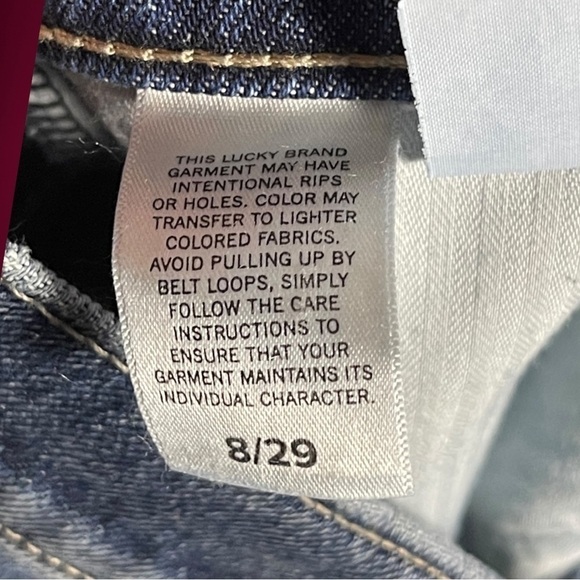 THIS LUCKY BRAND
GARMENT MAY HAVE
INTENTIONAL RIPS
OR HOLES. COLOR MAY
TRANSFER TO LIGHTER
COLORED FABRICS.
AVOID PULLING UP BY
BELT LOOPS, SIMPLY
FOLLOW THE CARE
INSTRUCTIONS TO
ENSURE THAT YOUR
GARMENT MAINTAINS ITS
INDIVIDUAL CHARACTER.
8/29